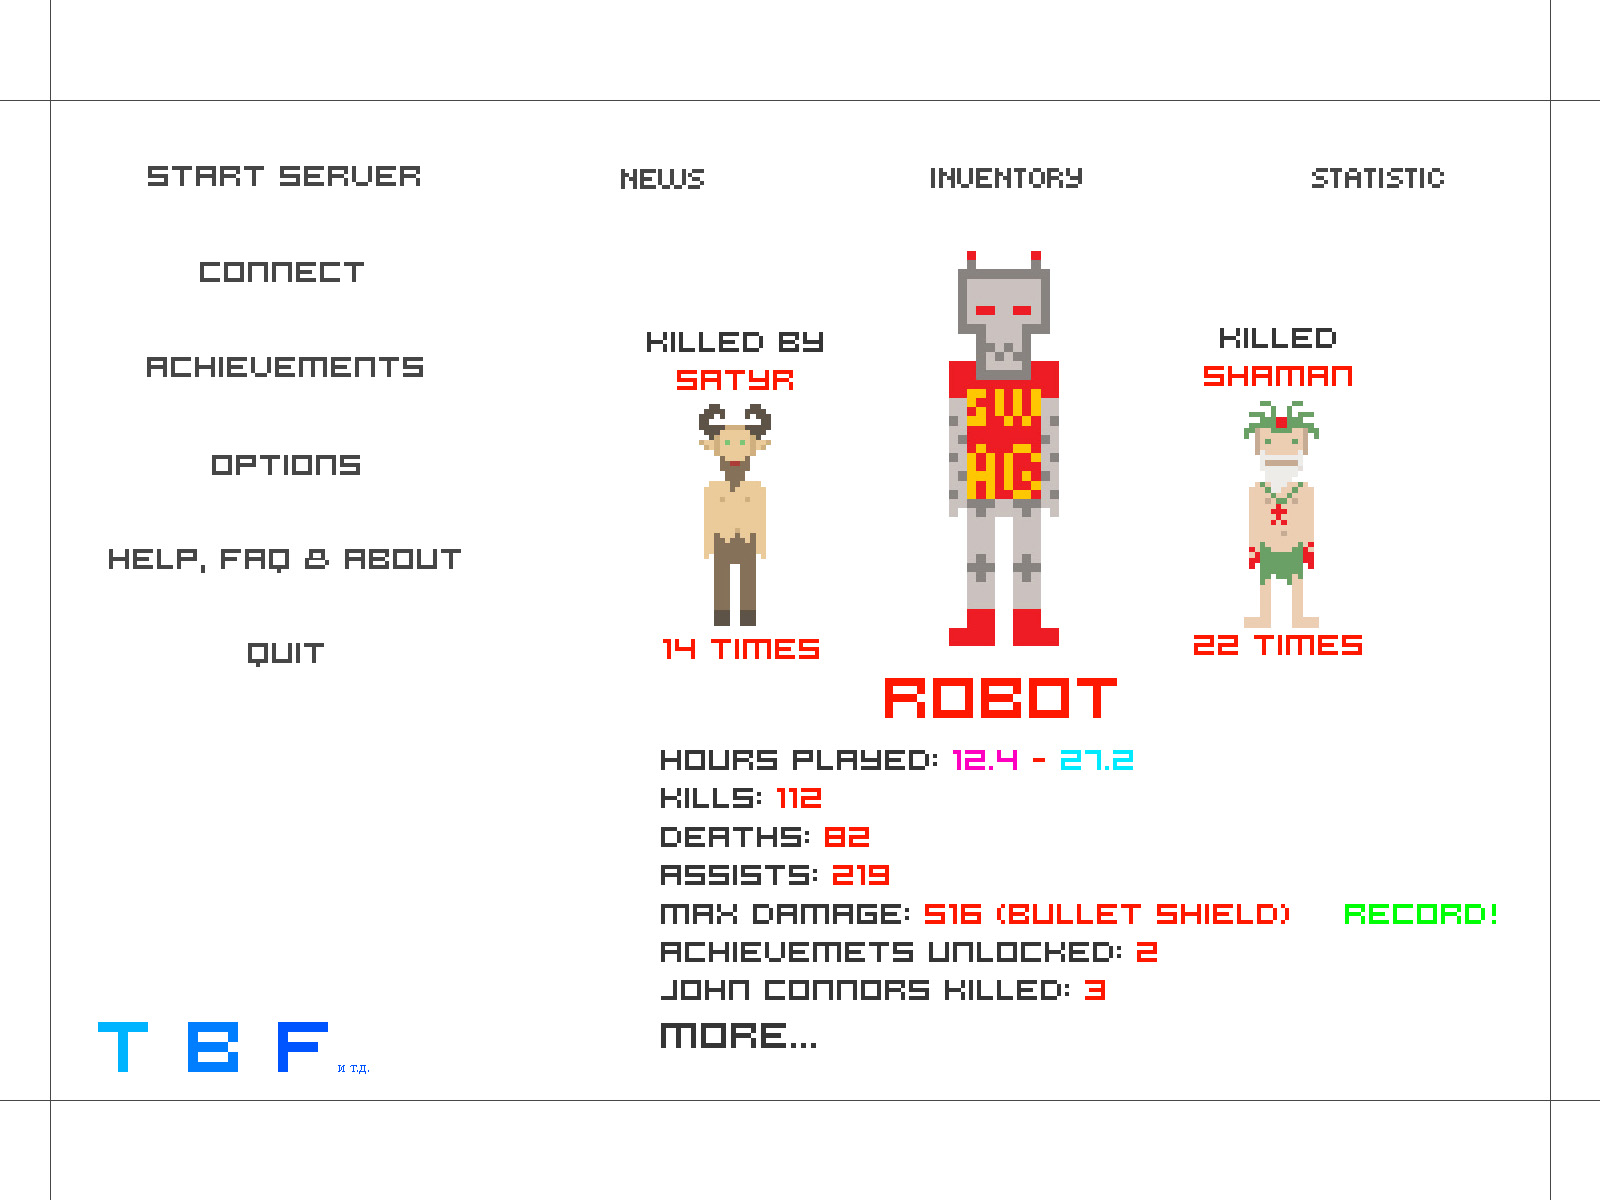 START SERVER
CONNECT
ACHIEVEMENTS
OPTIONS
HELP, FAQ & ABOUT
QUIT
NEWS
INVENTORY
STATISTIC
KILLED BY
SATYR
14 TIMES
KILLED
SHAMAN
22 TIMES
ROBOT
HOURS PLAYED: 12.4 - 27.2
KILLS: 112
DEATHS: 82
ASSISTS: 219
MAX DAMAGE: 516 (BULLET SHIELD) RECORD!
ACHIEVEMETS UNLOCKED: 2
JOHN CONNORS KILLED: 3
MORE...
T B F и т.д.